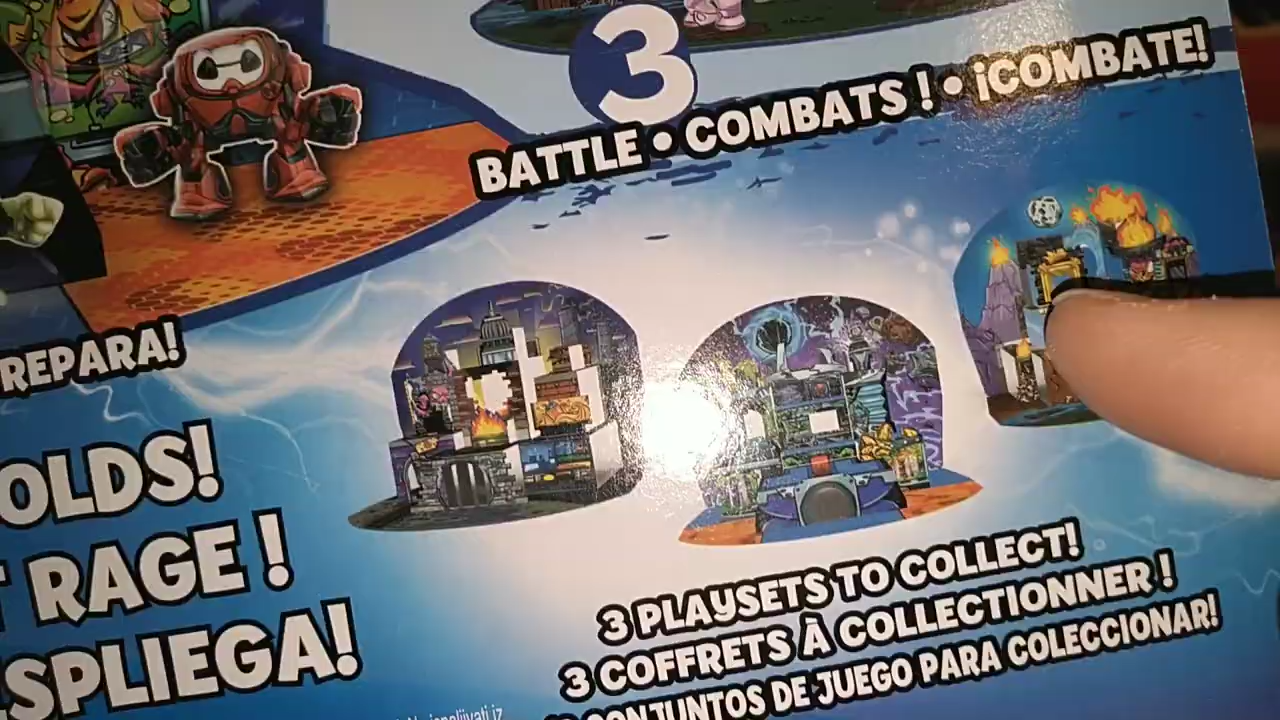 3
BATTLE • COMBATS ! • ¡COMBATE!
REPARA!
OLDS!
RAGE !
SPLIEGA!
3 PLAYSETS TO COLLECT!
3 COFFRETS À COLLECTIONNER !
CONJUNTOS DE JUEGO PARA COLECCIONAR!